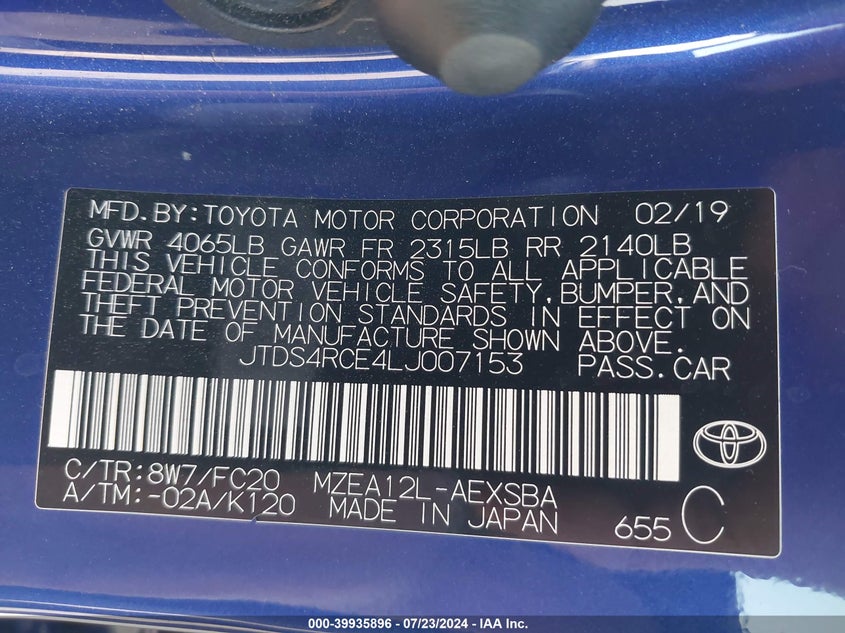 MFD.BY:TOYOTA MOTOR CORPORATION 02/19
GVWR 4065LB GAWR FR 2315LB RR 2140LB
THIS VEHICLE CONFORMS TO ALL APPLICABLE
FEDERAL MOTOR VEHICLE SAFETY,BUMPER,AND
THEFT PREVENTION STANDARDS IN EFFECT ON
THE DATE OF MANUFACTURE SHOWN ABOVE.
JTDS4RCE4LJ007153 PASS.CAR
C/TR:8W7/FC20 MZEA12L-AEXSBA
A/TM:-02A/K120 MADE IN JAPAN 655 C
000-39935896 - 07/23/2024 - IAA Inc.